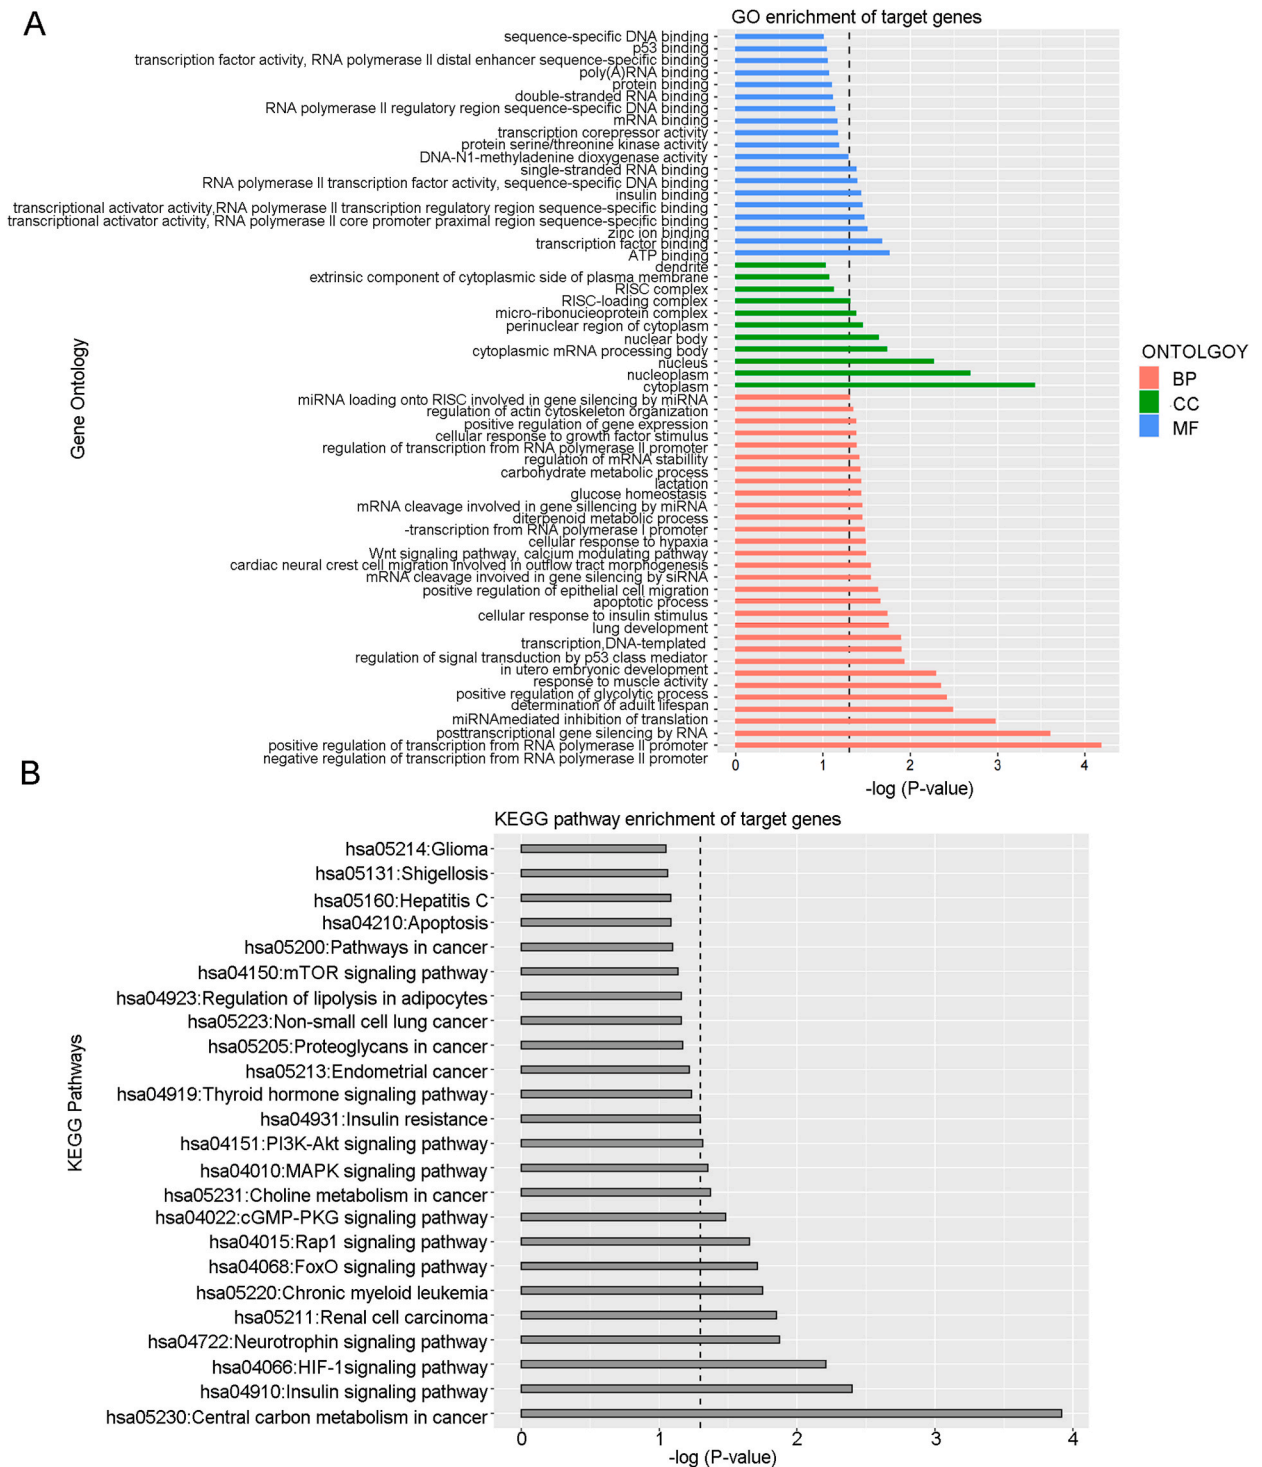 A
GO enrichment of target genes
sequence-specific DNA binding
p53 binding
transcription factor activity, RNA polymerase II distal enhancer sequence-specific binding
poly(A)RNA binding
protein binding
double-stranded RNA binding
RNA polymerase II regulatory region sequence-specific DNA binding
mRNA binding
transcription corepressor activity
protein serine/threonine kinase activity
DNA-N1-methyladenine dioxygenase activity
single-stranded RNA binding
RNA polymerase II transcription factor activity, sequence-specific DNA binding
insulin binding
transcriptional activator activity,RNA polymerase II transcription regulatory region sequence-specific binding
transcriptional activator activity, RNA polymerase II core promoter praximal region sequence-specific binding
zinc ion binding
transcription factor binding
ATP binding
dendrite
extrinsic component of cytoplasmic side of plasma membrane
RISC complex
RISC-loading complex
micro-ribonucieoprotein complex
perinuclear region of cytoplasm
nuclear body
cytoplasmic mRNA processing body
nucleus
nucleoplasm
cytoplasm
miRNA loading onto RISC involved in gene silencing by miRNA
regulation of actin cytoskeleton organization
positive regulation of gene expression
cellular response to growth factor stimulus
regulation of transcription from RNA polymerase II promoter
regulation of mRNA stabillity
carbohydrate metabolic process
lactation
glucose homeostasis
mRNA cleavage involved in gene sillencing by miRNA
diterpenoid metabolic process
-transcription from RNA polymerase I promoter
cellular response to hypaxia
Wnt signaling pathway, calcium modulating pathway
cardiac neural crest cell migration involved in outflow tract morphogenesis
mRNA cleavage involved in gene silencing by siRNA
positive regulation of epithelial cell migration
apoptotic process
cellular response to insulin stimulus
lung development
transcription,DNA-templated
regulation of signal transduction by p53 class mediator
in utero embryonic development
response to muscle activity
positive regulation of glycolytic process
determination of aduit lifespan
miRNAmediated inhibition of translation
posttranscriptional gene silencing by RNA
positive regulation of transcription from RNA polymerase II promoter
negative regulation of transcription from RNA polymerase II promoter
Gene Ontology
0 1 2 3 4
-log (P-value)
ONTOLGOY
BP
CC
MF
B
KEGG pathway enrichment of target genes
hsa05214:Glioma
hsa05131:Shigellosis
hsa05160:Hepatitis C
hsa04210:Apoptosis
hsa05200:Pathways in cancer
hsa04150:mTOR signaling pathway
hsa04923:Regulation of lipolysis in adipocytes
hsa05223:Non-small cell lung cancer
hsa05205:Proteoglycans in cancer
hsa05213:Endometrial cancer
hsa04919:Thyroid hormone signaling pathway
hsa04931:Insulin resistance
hsa04151:PI3K-Akt signaling pathway
hsa04010:MAPK signaling pathway
hsa05231:Choline metabolism in cancer
hsa04022:cGMP-PKG signaling pathway
hsa04015:Rap1 signaling pathway
hsa04068:FoxO signaling pathway
hsa05220:Chronic myeloid leukemia
hsa05211:Renal cell carcinoma
hsa04722:Neurotrophin signaling pathway
hsa04066:HIF-1signaling pathway
hsa04910:Insulin signaling pathway
hsa05230:Central carbon metabolism in cancer
KEGG Pathways
0 1 2 3 4
-log (P-value)